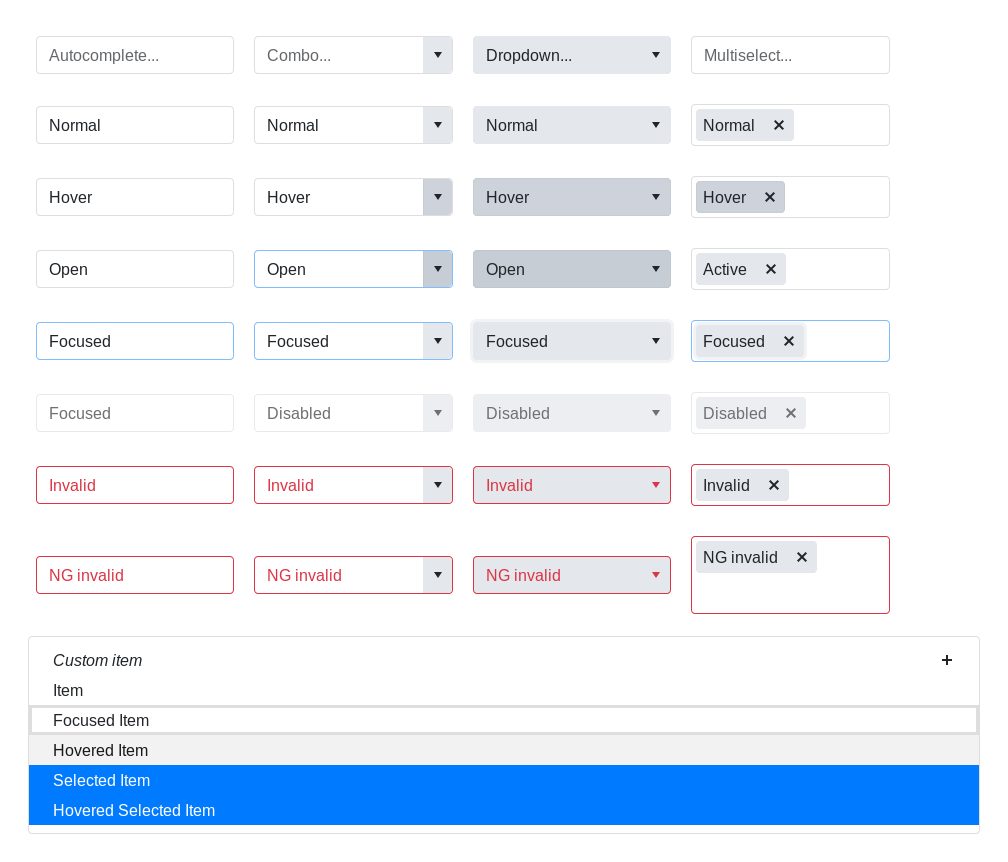 Autocomplete... Combo... Dropdown... Multiselect...
Normal Normal Normal Normal ✕
Hover Hover Hover Hover ✕
Open Open Open Active ✕
Focused Focused Focused Focused ✕
Focused Disabled Disabled Disabled ✕
Invalid Invalid Invalid Invalid ✕
NG invalid NG invalid NG invalid NG invalid ✕
Custom item +
Item
Focused Item
Hovered Item
Selected Item
Hovered Selected Item